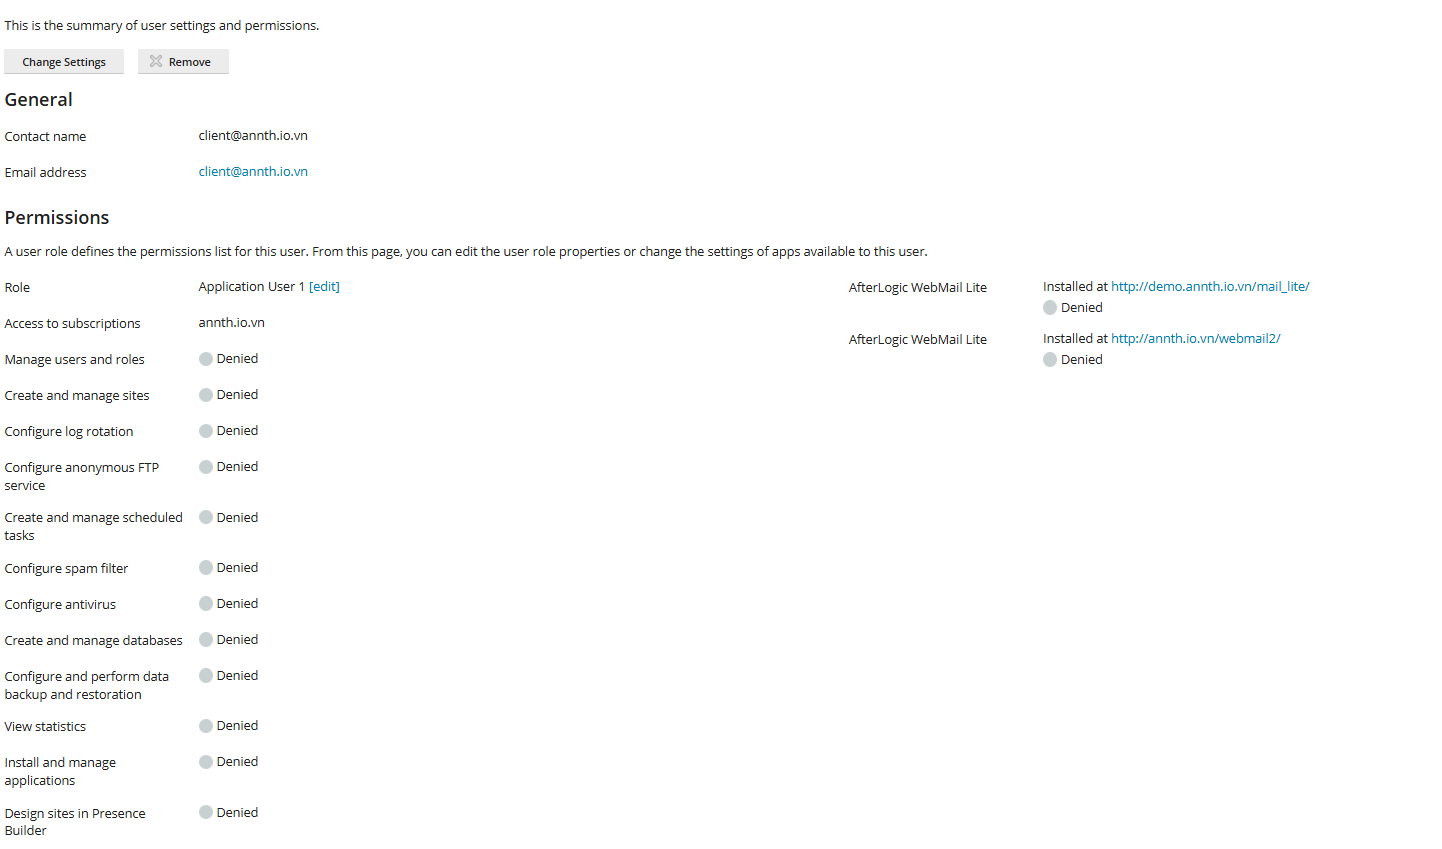 This is the summary of user settings and permissions.
Change Settings
Remove
General
Contact name client@annth.io.vn
Email address client@annth.io.vn
Permissions
A user role defines the permissions list for this user. From this page, you can edit the user role properties or change the settings of apps available to this user.
Role Application User 1 [edit]
Access to subscriptions annth.io.vn
Manage users and roles Denied
Create and manage sites Denied
Configure log rotation Denied
Configure anonymous FTP Denied
service
Create and manage scheduled Denied
tasks
Configure spam filter Denied
Configure antivirus Denied
Create and manage databases Denied
Configure and perform data Denied
backup and restoration
View statistics Denied
Install and manage Denied
applications
Design sites in Presence Denied
Builder
AfterLogic WebMail Lite Installed at http://demo.annth.io.vn/mail_lite/
Denied
AfterLogic WebMail Lite Installed at http://annth.io.vn/webmail2/
Denied